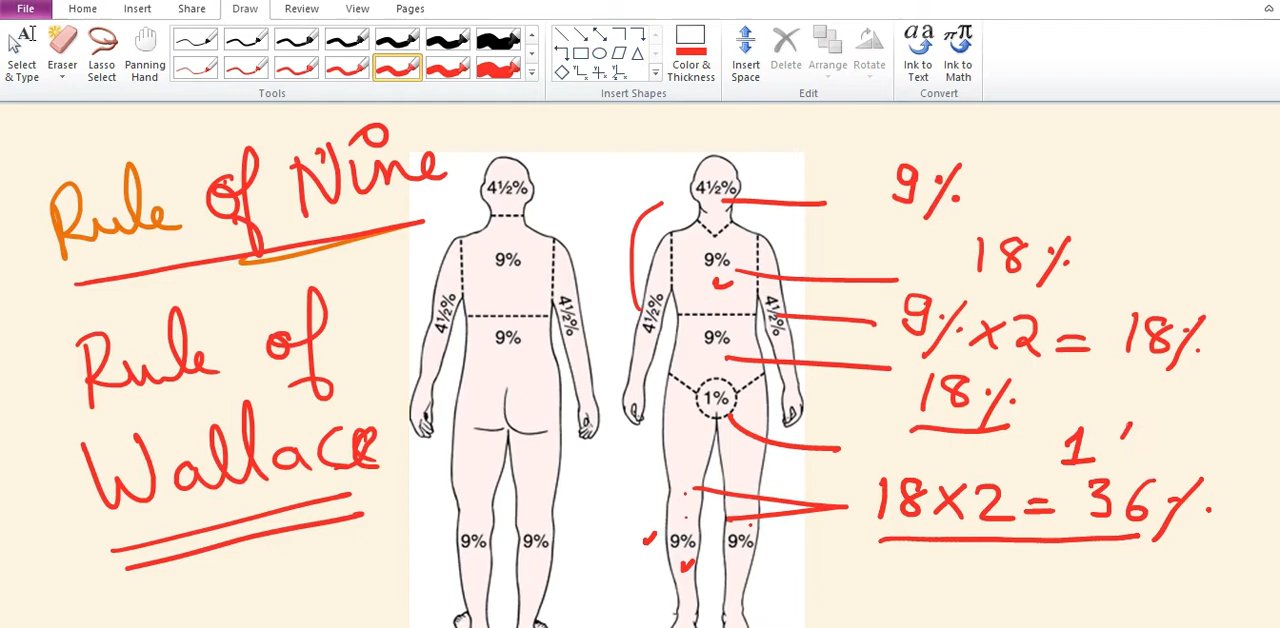 File Home Insert Share Draw Review View Pages
Select & Type
Eraser
Lasso Select
Panning Hand
Color & Thickness
Insert Space
Delete
Arrange
Rotate
Ink to Text
Ink to Math
Tools
Insert Shapes
Edit
Convert
Rule of Nine
Rule of
Wallace
4½%
9%
4½%
4½%
9%
9%
9%
4½%
9%
4½%
4½%
9%
1%
9%
9%
9%
18%
9% × 2 = 18%
18%
1
18 × 2 = 36%